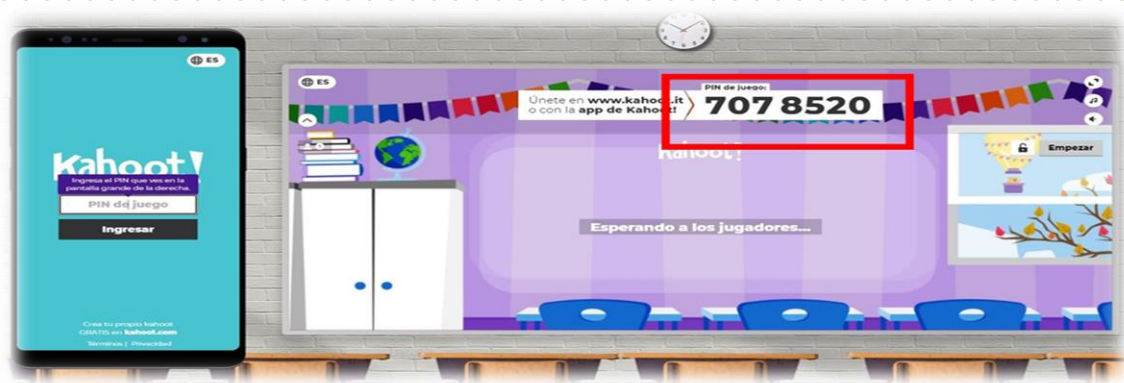 ES
Kahoot!
Ingresa el PIN que ves en la
pantalla grande de la derecha.
PIN de juego
Ingresar
Crea tu propio kahoot
GRATIS en kahoot.com
Términos | Privacidad
ES
Únete en www.kahoot.it
o con la app de Kahoot!
PIN de juego:
707 8520
Kahoot!
Empezar
Esperando a los jugadores...